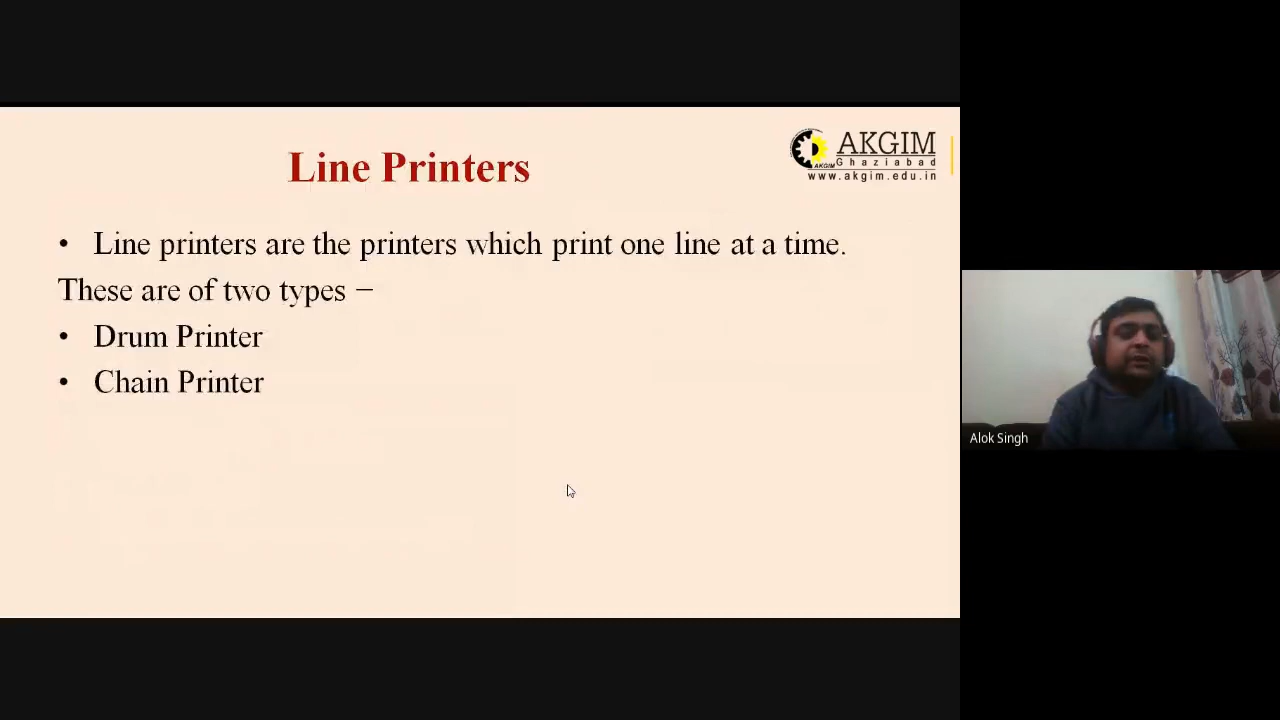 Line Printers
AKGIM
Ghaziabad
www.akgim.edu.in
AKGIM
• Line printers are the printers which print one line at a time.
These are of two types −
• Drum Printer
• Chain Printer
Alok Singh